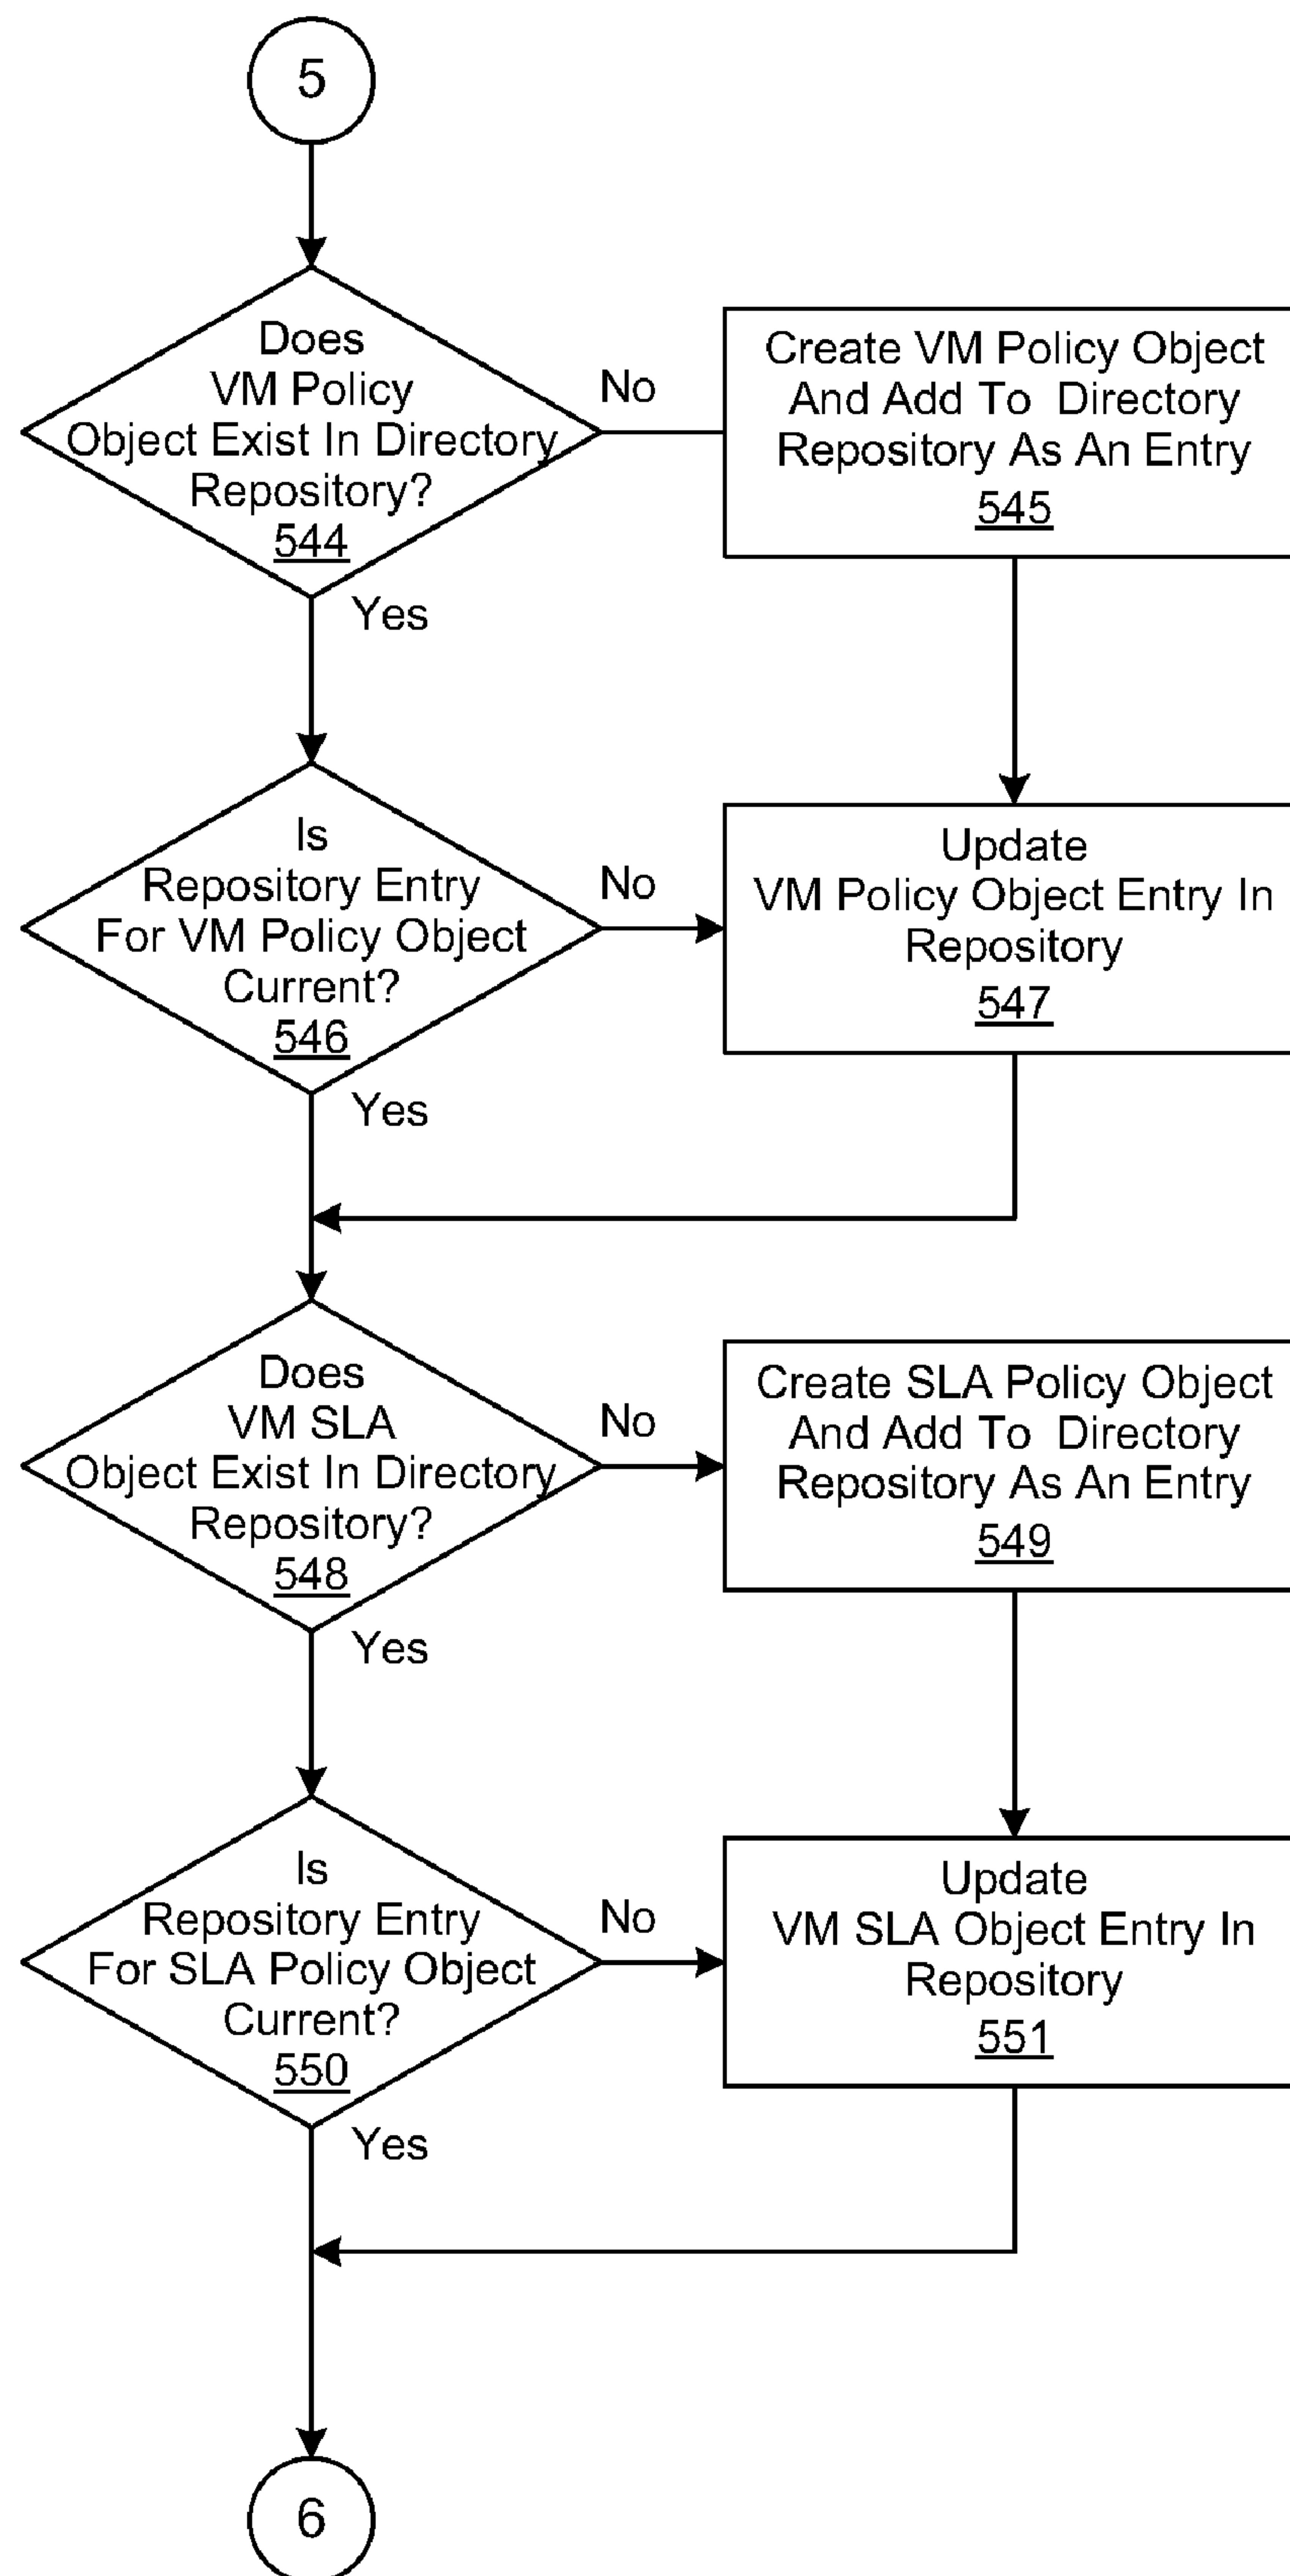 5
Does
VM Policy
Object Exist In Directory
Repository?
544
No
Yes
Create VM Policy Object
And Add To Directory
Repository As An Entry
545
Is
Repository Entry
For VM Policy Object
Current?
546
No
Yes
Update
VM Policy Object Entry In
Repository
547
Does
VM SLA
Object Exist In Directory
Repository?
548
No
Yes
Create SLA Policy Object
And Add To Directory
Repository As An Entry
549
Is
Repository Entry
For SLA Policy Object
Current?
550
No
Yes
Update
VM SLA Object Entry In
Repository
551
6